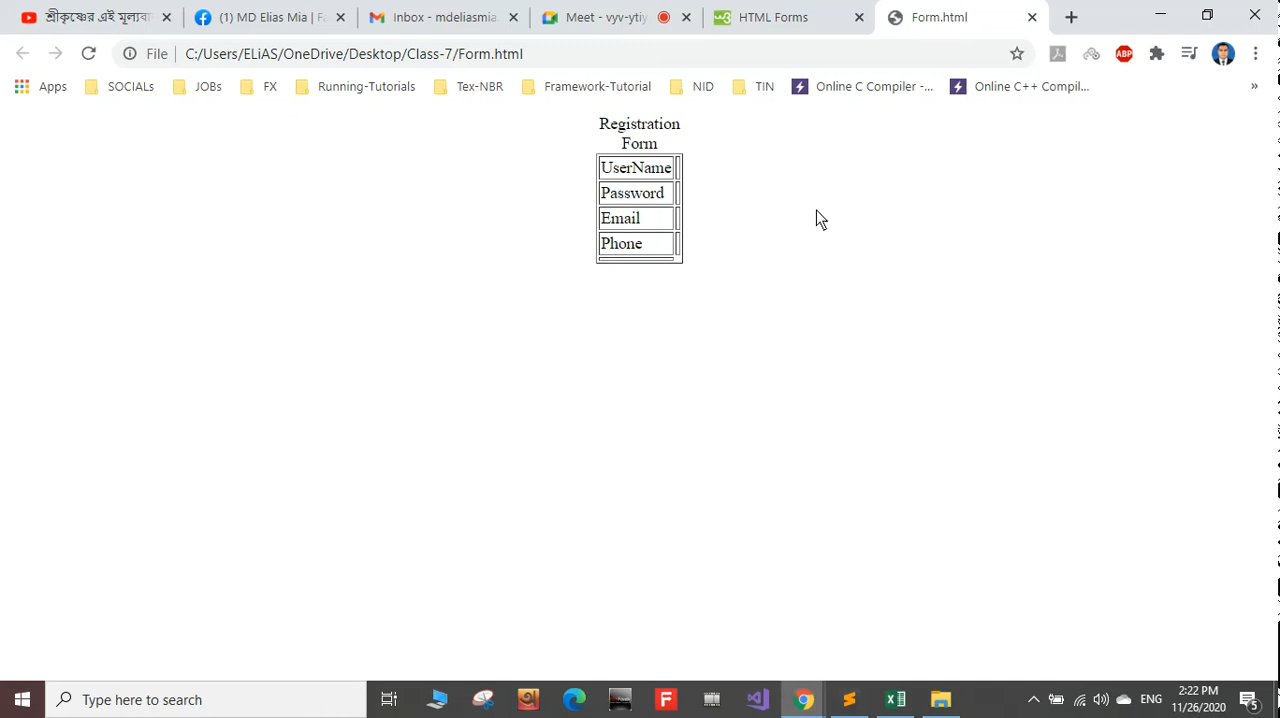 শ্রীকৃষ্ণের এই মূল্যবান
(1) MD Elias Mia | Fa
Inbox - mdeliasmia.
Meet - vyv-ytiy
HTML Forms
Form.html
File
C:/Users/ELiAS/OneDrive/Desktop/Class-7/Form.html
ABP
Apps
SOCIALs
JOBs
FX
Running-Tutorials
Tex-NBR
Framework-Tutorial
NID
TIN
Online C Compiler -...
Online C++ Compil...
»
Registration
Form
UserName
Password
Email
Phone
Type here to search
ENG
2:22 PM
11/26/2020
5